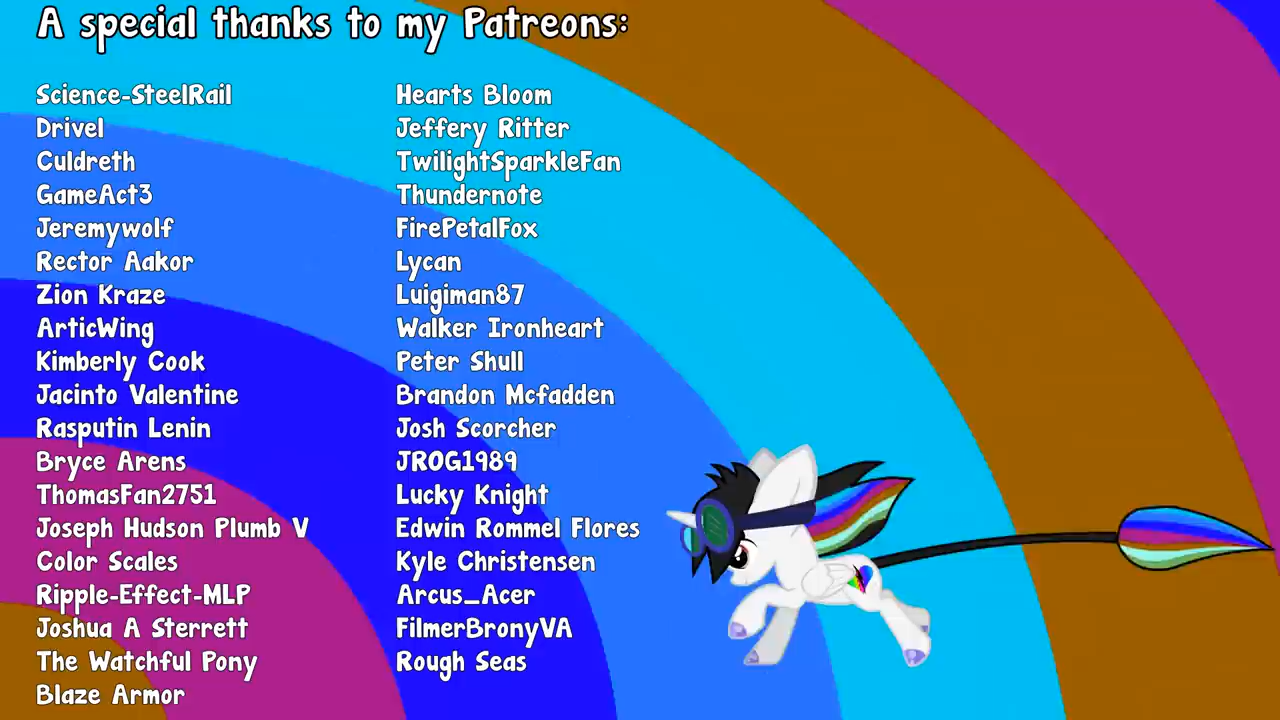 A special thanks to my Patreons:
Science-SteelRail
Drivel
Culdreth
GameAct3
Jeremywolf
Rector Aakor
Zion Kraze
ArticWing
Kimberly Cook
Jacinto Valentine
Rasputin Lenin
Bryce Arens
ThomasFan2751
Joseph Hudson Plumb V
Color Scales
Ripple-Effect-MLP
Joshua A Sterrett
The Watchful Pony
Blaze Armor
Hearts Bloom
Jeffery Ritter
TwilightSparkleFan
Thundernote
FirePetalFox
Lycan
Luigiman87
Walker Ironheart
Peter Shull
Brandon Mcfadden
Josh Scorcher
JROG1989
Lucky Knight
Edwin Rommel Flores
Kyle Christensen
Arcus_Acer
FilmerBronyVA
Rough Seas